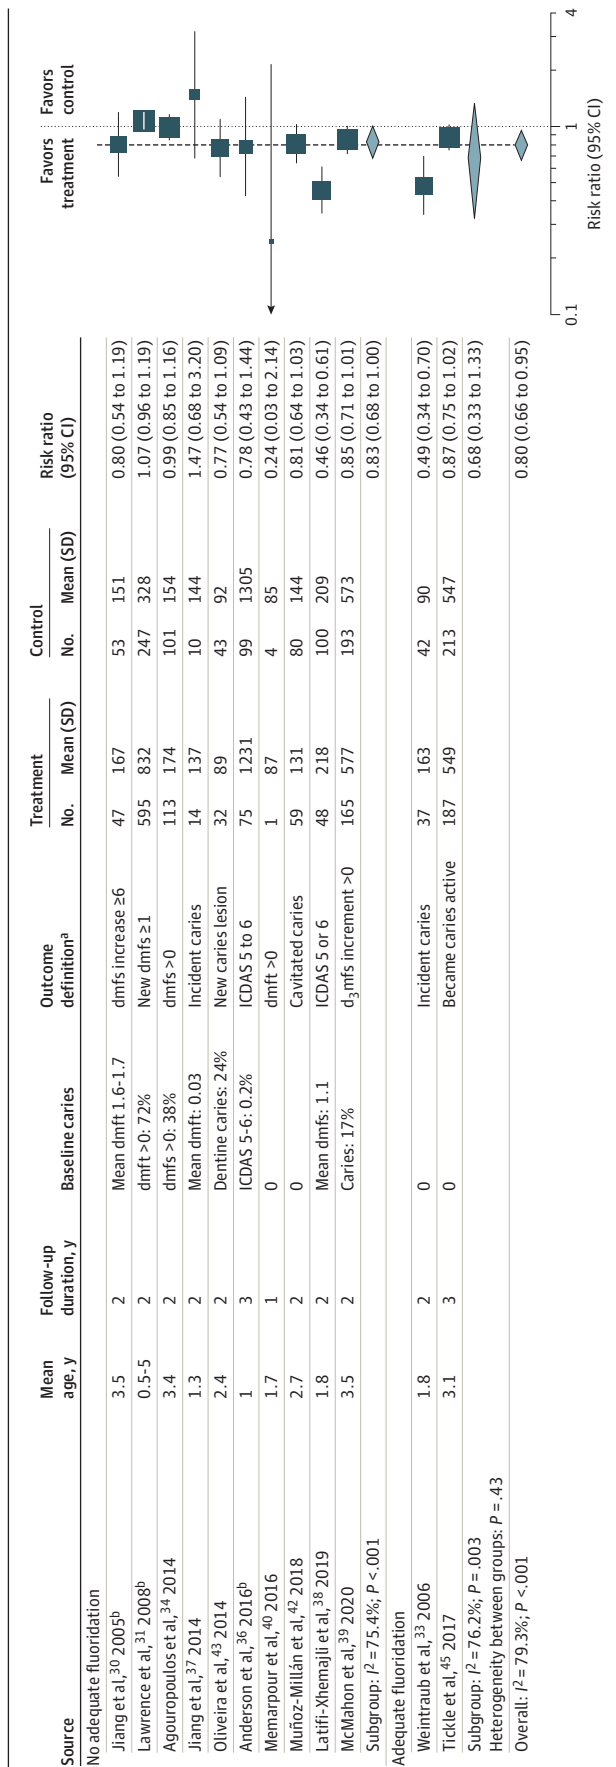 Source Mean age, y Follow-up duration, y Baseline caries Outcome definitionᵃ Treatment No. Mean (SD) Control No. Mean (SD) Risk ratio (95% CI) Favors treatment Favors control
No adequate fluoridation
Jiang et al,³⁰ 2005ᵇ 3.5 2 Mean dmft 1.6-1.7 dmfs increase ≥6 47 167 53 151 0.80 (0.54 to 1.19)
Lawrence et al,³¹ 2008ᵇ 0.5-5 2 dmft >0: 72% New dmfs ≥1 595 832 247 328 1.07 (0.96 to 1.19)
Agouropoulos et al,³⁴ 2014 3.4 2 dmfs >0: 38% dmfs >0 113 174 101 154 0.99 (0.85 to 1.16)
Jiang et al,³⁷ 2014 1.3 2 Mean dmft: 0.03 Incident caries 14 137 10 144 1.47 (0.68 to 3.20)
Oliveira et al,⁴³ 2014 2.4 2 Dentine caries: 24% New caries lesion 32 89 43 92 0.77 (0.54 to 1.09)
Anderson et al,³⁶ 2016ᵇ 1 3 ICDAS 5-6: 0.2% ICDAS 5 to 6 75 1231 99 1305 0.78 (0.43 to 1.44)
Memarpour et al,⁴⁰ 2016 1.7 1 0 dmft >0 1 87 4 85 0.24 (0.03 to 2.14)
Muñoz-Millán et al,⁴² 2018 2.7 2 0 Cavitated caries 59 131 80 144 0.81 (0.64 to 1.03)
Latifi-Xhemajli et al,³⁸ 2019 1.8 2 Mean dmfs: 1.1 ICDAS 5 or 6 48 218 100 209 0.46 (0.34 to 0.61)
McMahon et al,³⁹ 2020 3.5 2 Caries: 17% d₃mfs increment >0 165 577 193 573 0.85 (0.71 to 1.01)
Subgroup: I² = 75.4%; P <.001 0.83 (0.68 to 1.00)
Adequate fluoridation
Weintraub et al,³³ 2006 1.8 2 0 Incident caries 37 163 42 90 0.49 (0.34 to 0.70)
Tickle et al,⁴⁵ 2017 3.1 3 0 Became caries active 187 549 213 547 0.87 (0.75 to 1.02)
Subgroup: I² = 76.2%; P = .003 0.68 (0.33 to 1.33)
Heterogeneity between groups: P = .43
Overall: I² = 79.3%; P <.001 0.80 (0.66 to 0.95)
0.1 1 4
Risk ratio (95% CI)